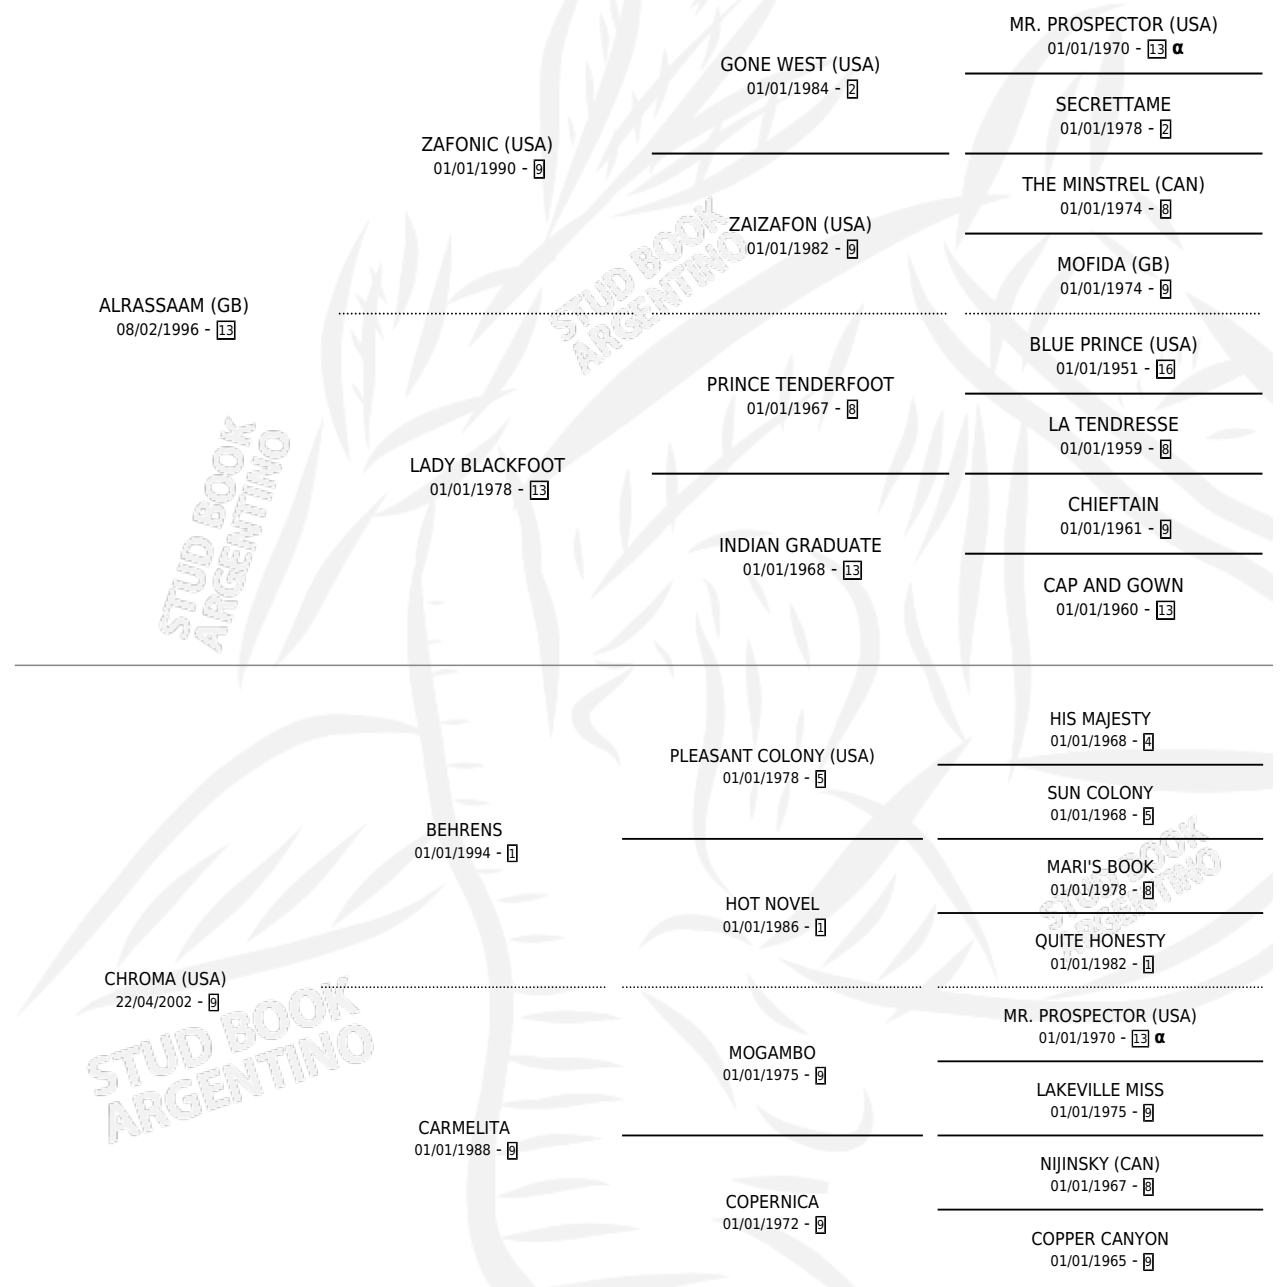 MR. PROSPECTOR (USA)
01/01/1970 - 13 α
GONE WEST (USA)
01/01/1984 - 2
SECRETTAME
01/01/1978 - 2
ZAFONIC (USA)
01/01/1990 - 9
THE MINSTREL (CAN)
01/01/1974 - 8
ZAIZAFON (USA)
01/01/1982 - 9
MOFIDA (GB)
01/01/1974 - 9
ALRASSAAM (GB)
08/02/1996 - 13
BLUE PRINCE (USA)
01/01/1951 - 16
PRINCE TENDERFOOT
01/01/1967 - 8
LA TENDRESSE
01/01/1959 - 8
LADY BLACKFOOT
01/01/1978 - 13
CHIEFTAIN
01/01/1961 - 9
INDIAN GRADUATE
01/01/1968 - 13
CAP AND GOWN
01/01/1960 - 13
HIS MAJESTY
01/01/1968 - 4
PLEASANT COLONY (USA)
01/01/1978 - 5
SUN COLONY
01/01/1968 - 5
BEHRENS
01/01/1994 - 1
MARI'S BOOK
01/01/1978 - 8
HOT NOVEL
01/01/1986 - 1
QUITE HONESTY
01/01/1982 - 1
CHROMA (USA)
22/04/2002 - 9
MR. PROSPECTOR (USA)
01/01/1970 - 13 α
MOGAMBO
01/01/1975 - 9
LAKEVILLE MISS
01/01/1975 - 9
CARMELITA
01/01/1988 - 9
NIJINSKY (CAN)
01/01/1967 - 8
COPERNICA
01/01/1972 - 9
COPPER CANYON
01/01/1965 - 9
STUD BOOK
ARGENTINO
STUD BOOK
ARGENTINO
STUD BOOK
ARGENTINO
STUD BOOK
ARGENTINO